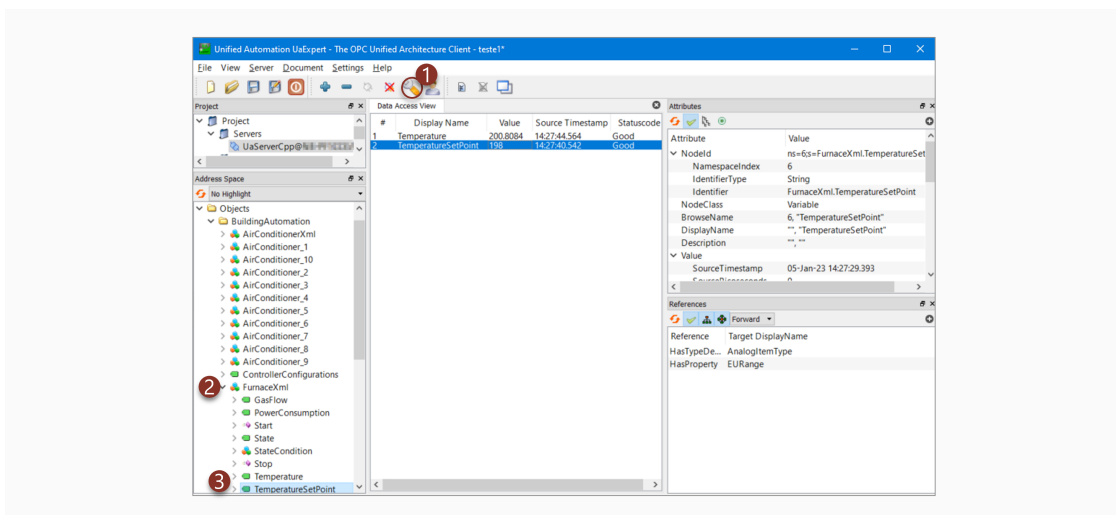 Unified Automation UaExpert - The OPC Unified Architecture Client - teste1*
File View Server Document Settings Help
1
Project
Project
Servers
UaServerCpp@
Address Space
No Highlight
Objects
BuildingAutomation
AirConditionerXml
AirConditioner_1
AirConditioner_10
AirConditioner_2
AirConditioner_3
AirConditioner_4
AirConditioner_5
AirConditioner_6
AirConditioner_7
AirConditioner_8
AirConditioner_9
ControllerConfigurations
2 FurnaceXml
GasFlow
PowerConsumption
Start
State
StateCondition
Stop
Temperature
3 TemperatureSetPoint
Data Access View
# Display Name Value Source Timestamp Statuscode
1 Temperature 200.8084 14:27:44.564 Good
2 TemperatureSetPoint 198 14:27:40.542 Good
Attributes
Attribute Value
NodeId ns=6;s=FurnaceXml.TemperatureSet
NamespaceIndex 6
IdentifierType String
Identifier FurnaceXml.TemperatureSetPoint
NodeClass Variable
BrowseName 6, "TemperatureSetPoint"
DisplayName "", "TemperatureSetPoint"
Description "", ""
Value
SourceTimestamp 05-Jan-23 14:27:29.393
References
Forward
Reference Target DisplayName
HasTypeDe... AnalogItemType
HasProperty EURange